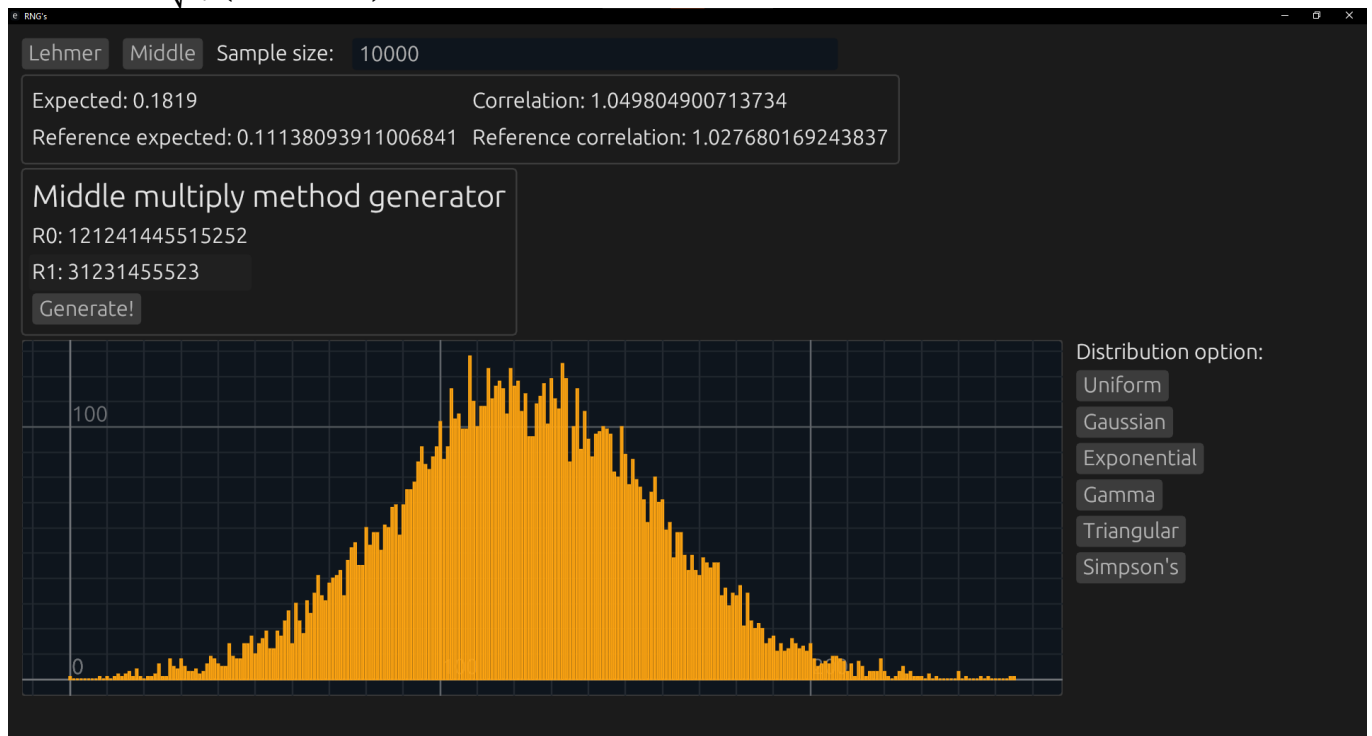 RNG's
Lehmer Middle Sample size: 10000
Expected: 0.1819 Correlation: 1.049804900713734
Reference expected: 0.11138093911006841 Reference correlation: 1.027680169243837
Middle multiply method generator
R0: 121241445515252
R1: 31231455523
Generate!
Distribution option:
Uniform
Gaussian
Exponential
Gamma
Triangular
Simpson's
100
0